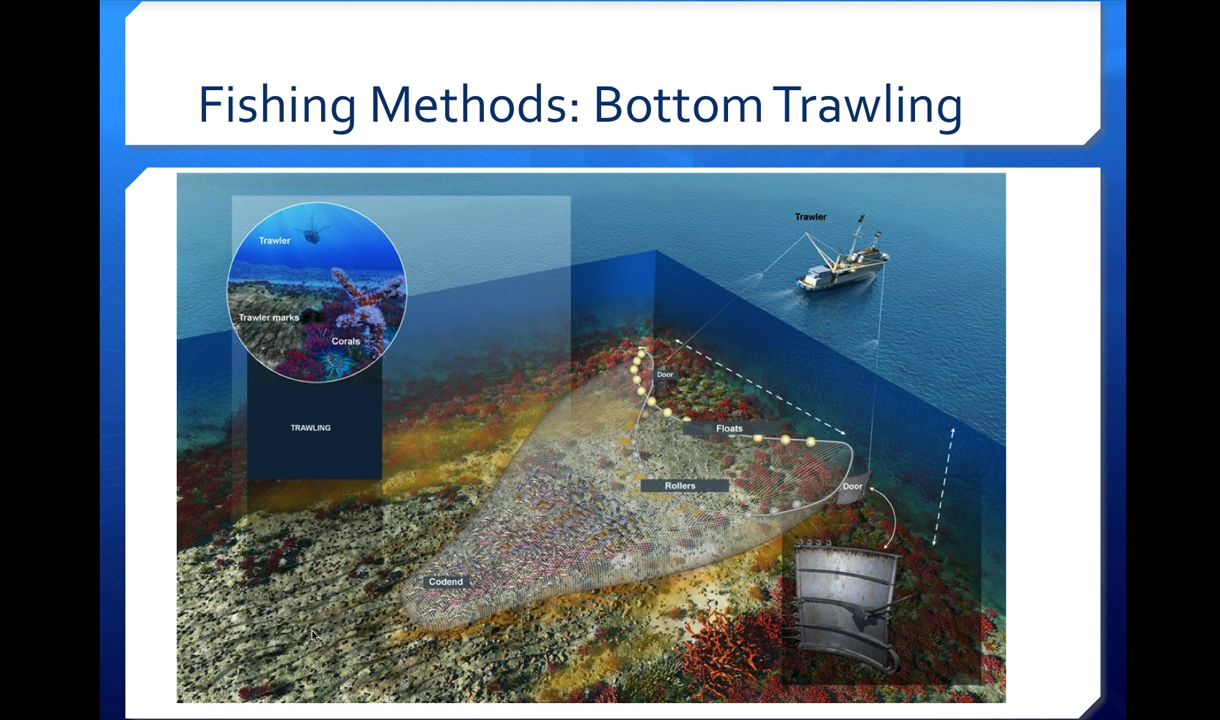 Fishing Methods: Bottom Trawling
Trawler
Trawler
Trawler marks
Corals
Door
TRAWLING
Floats
Rollers
Door
Codend